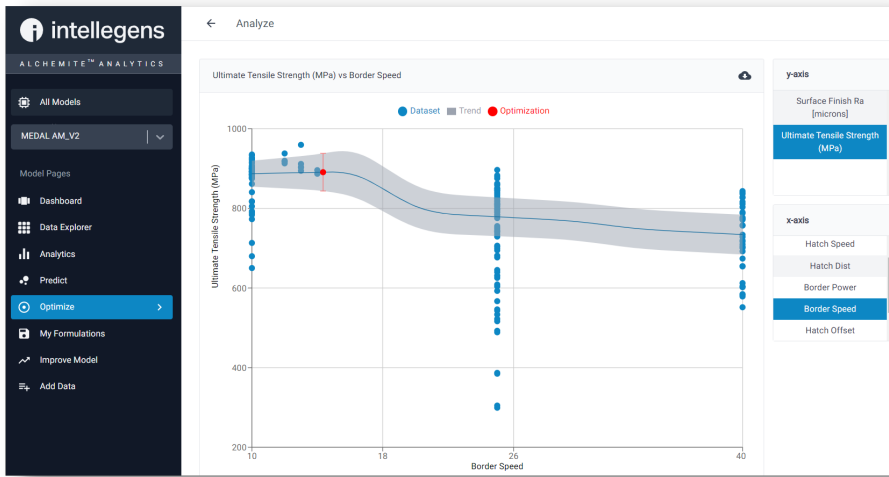 intellegens
ALCHEMITE™ ANALYTICS
All Models
MEDAL AM_V2
Model Pages
Dashboard
Data Explorer
Analytics
Predict
Optimize
My Formulations
Improve Model
Add Data
Analyze
Ultimate Tensile Strength (MPa) vs Border Speed
Dataset Trend Optimization
Ultimate Tensile Strength (MPa)
1000
800
600
400
200
10 18 26 40
Border Speed
y-axis
Surface Finish Ra
[microns]
Ultimate Tensile Strength
(MPa)
x-axis
Hatch Speed
Hatch Dist
Border Power
Border Speed
Hatch Offset